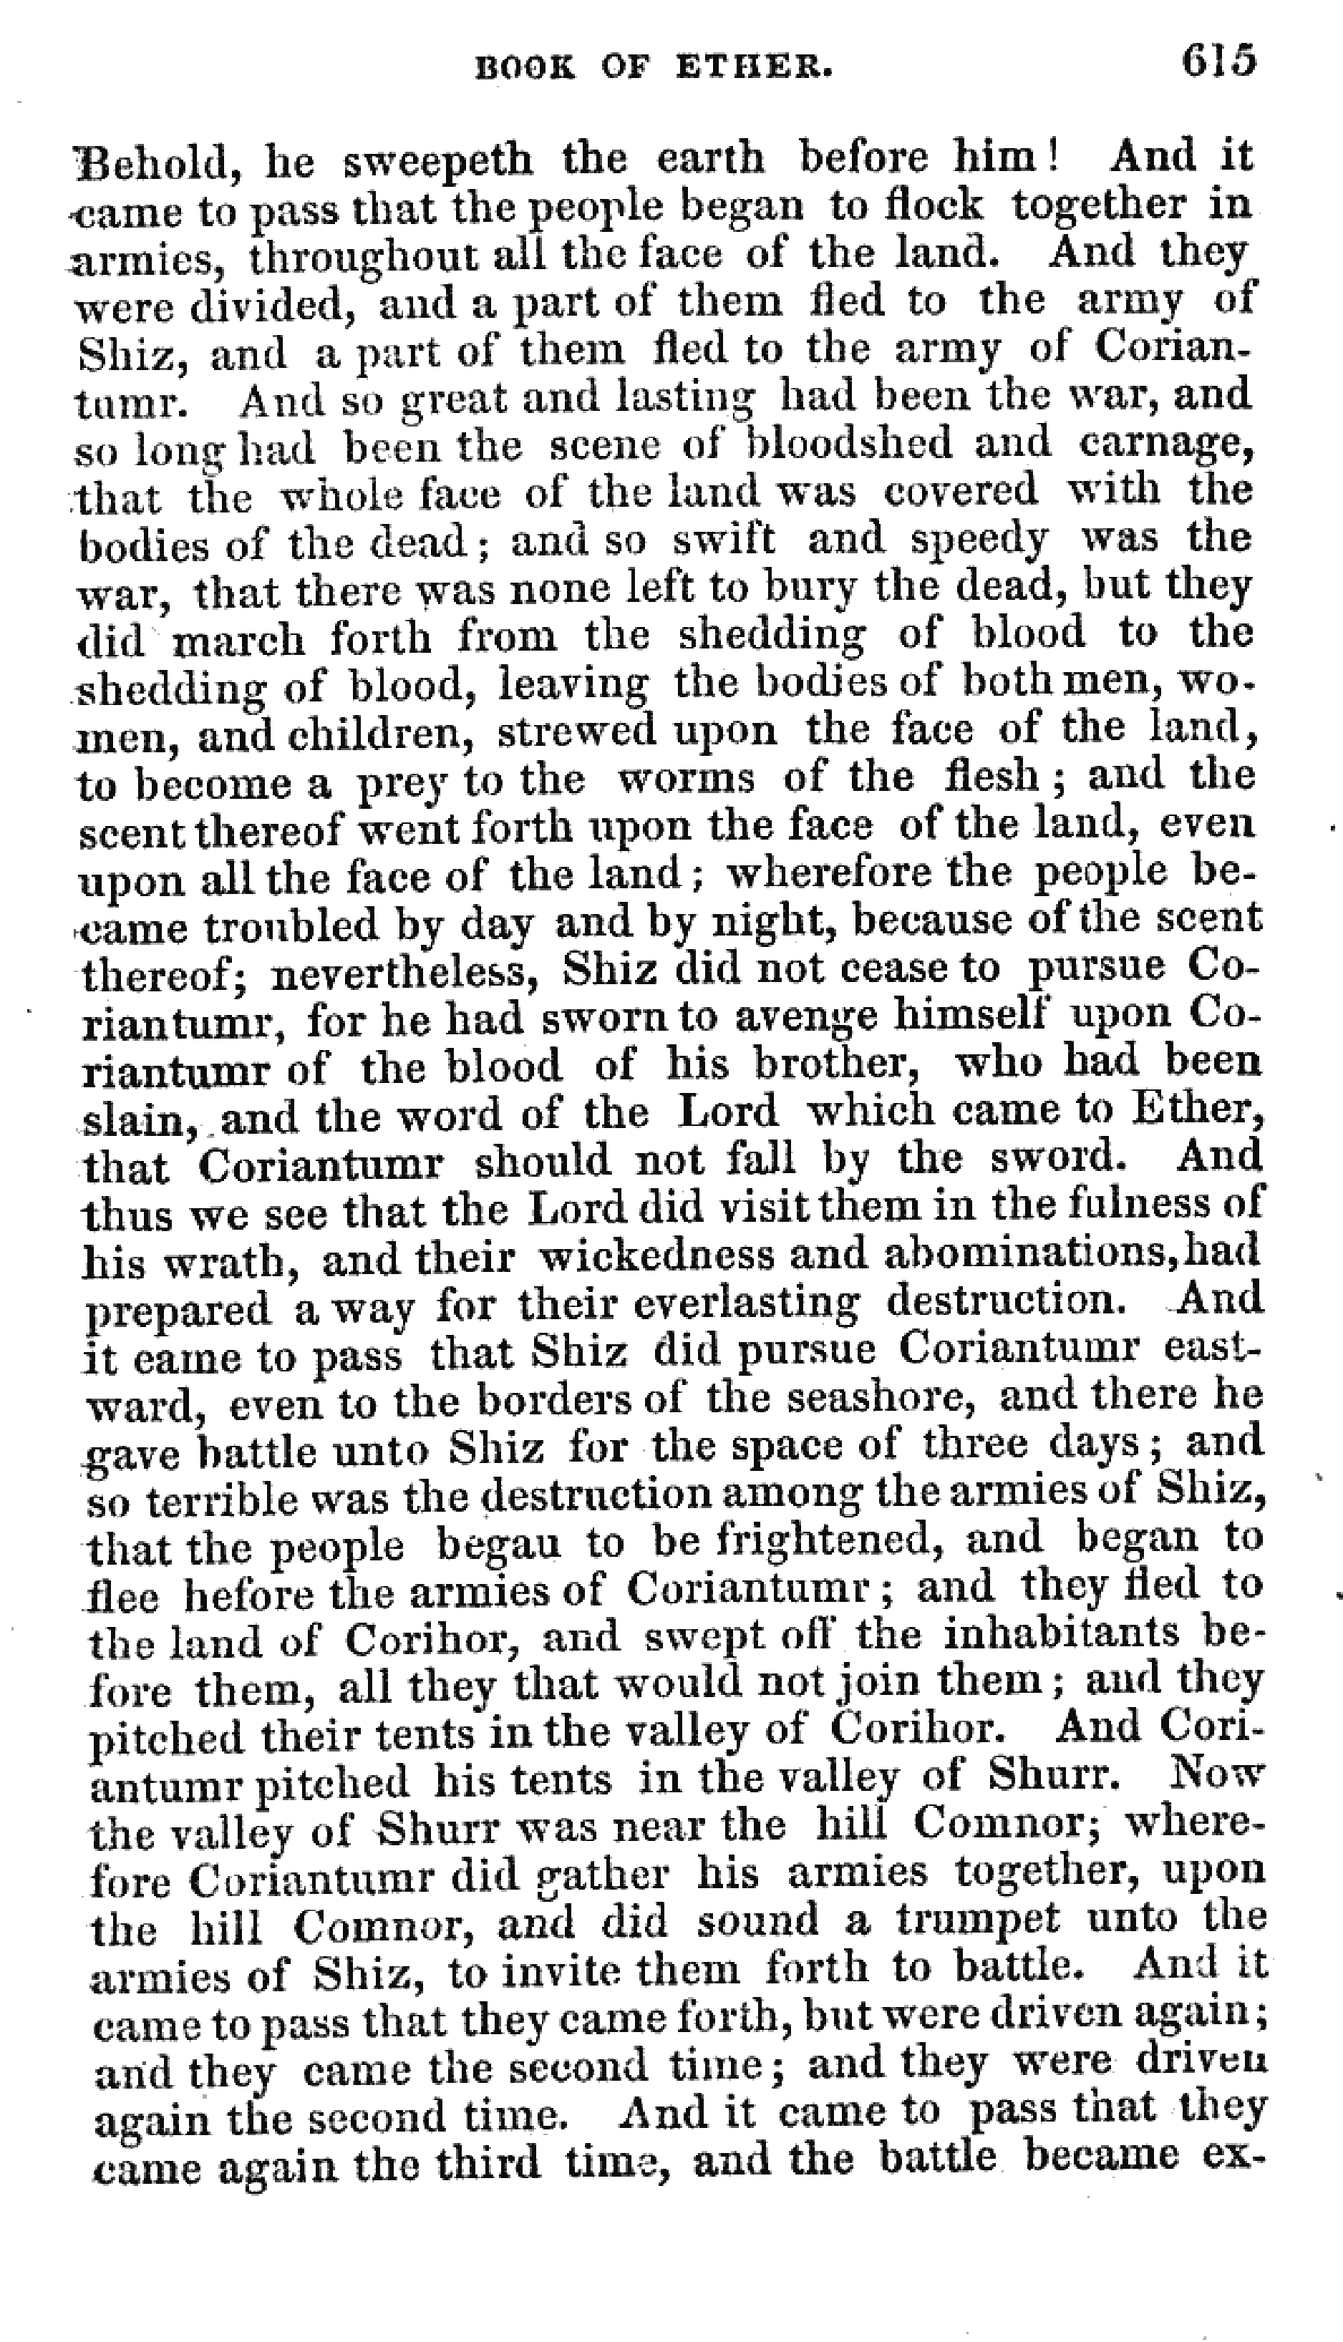 BOOK OF ETHER. 615
Behold, he sweepeth the earth before him! And it
came to pass that the people began to flock together in
armies, throughout all the face of the land. And they
were divided, and a part of them fled to the army of
Shiz, and a part of them fled to the army of Corian-
tumr. And so great and lasting had been the war, and
so long had been the scene of bloodshed and carnage,
that the whole face of the land was covered with the
bodies of the dead; and so swift and speedy was the
war, that there was none left to bury the dead, but they
did march forth from the shedding of blood to the
shedding of blood, leaving the bodies of both men, wo-
men, and children, strewed upon the face of the land,
to become a prey to the worms of the flesh; and the
scent thereof went forth upon the face of the land, even
upon all the face of the land; wherefore the people be-
came troubled by day and by night, because of the scent
thereof; nevertheless, Shiz did not cease to pursue Co-
riantumr, for he had sworn to avenge himself upon Co-
riantumr of the blood of his brother, who had been
slain, and the word of the Lord which came to Ether,
that Coriantumr should not fall by the sword. And
thus we see that the Lord did visit them in the fulness of
his wrath, and their wickedness and abominations, had
prepared a way for their everlasting destruction. And
it came to pass that Shiz did pursue Coriantumr east-
ward, even to the borders of the seashore, and there he
gave battle unto Shiz for the space of three days; and
so terrible was the destruction among the armies of Shiz,
that the people begau to be frightened, and began to
flee hefore the armies of Coriantumr; and they fled to
the land of Corihor, and swept off the inhabitants be-
fore them, all they that would not join them; and they
pitched their tents in the valley of Corihor. And Cori-
antumr pitched his tents in the valley of Shurr. Now
the valley of Shurr was near the hill Comnor; where-
fore Coriantumr did gather his armies together, upon
the hill Comnor, and did sound a trumpet unto the
armies of Shiz, to invite them forth to battle. And it
came to pass that they came forth, but were driven again;
and they came the second time; and they were driven
again the second time. And it came to pass that they
came again the third time, and the battle became ex-